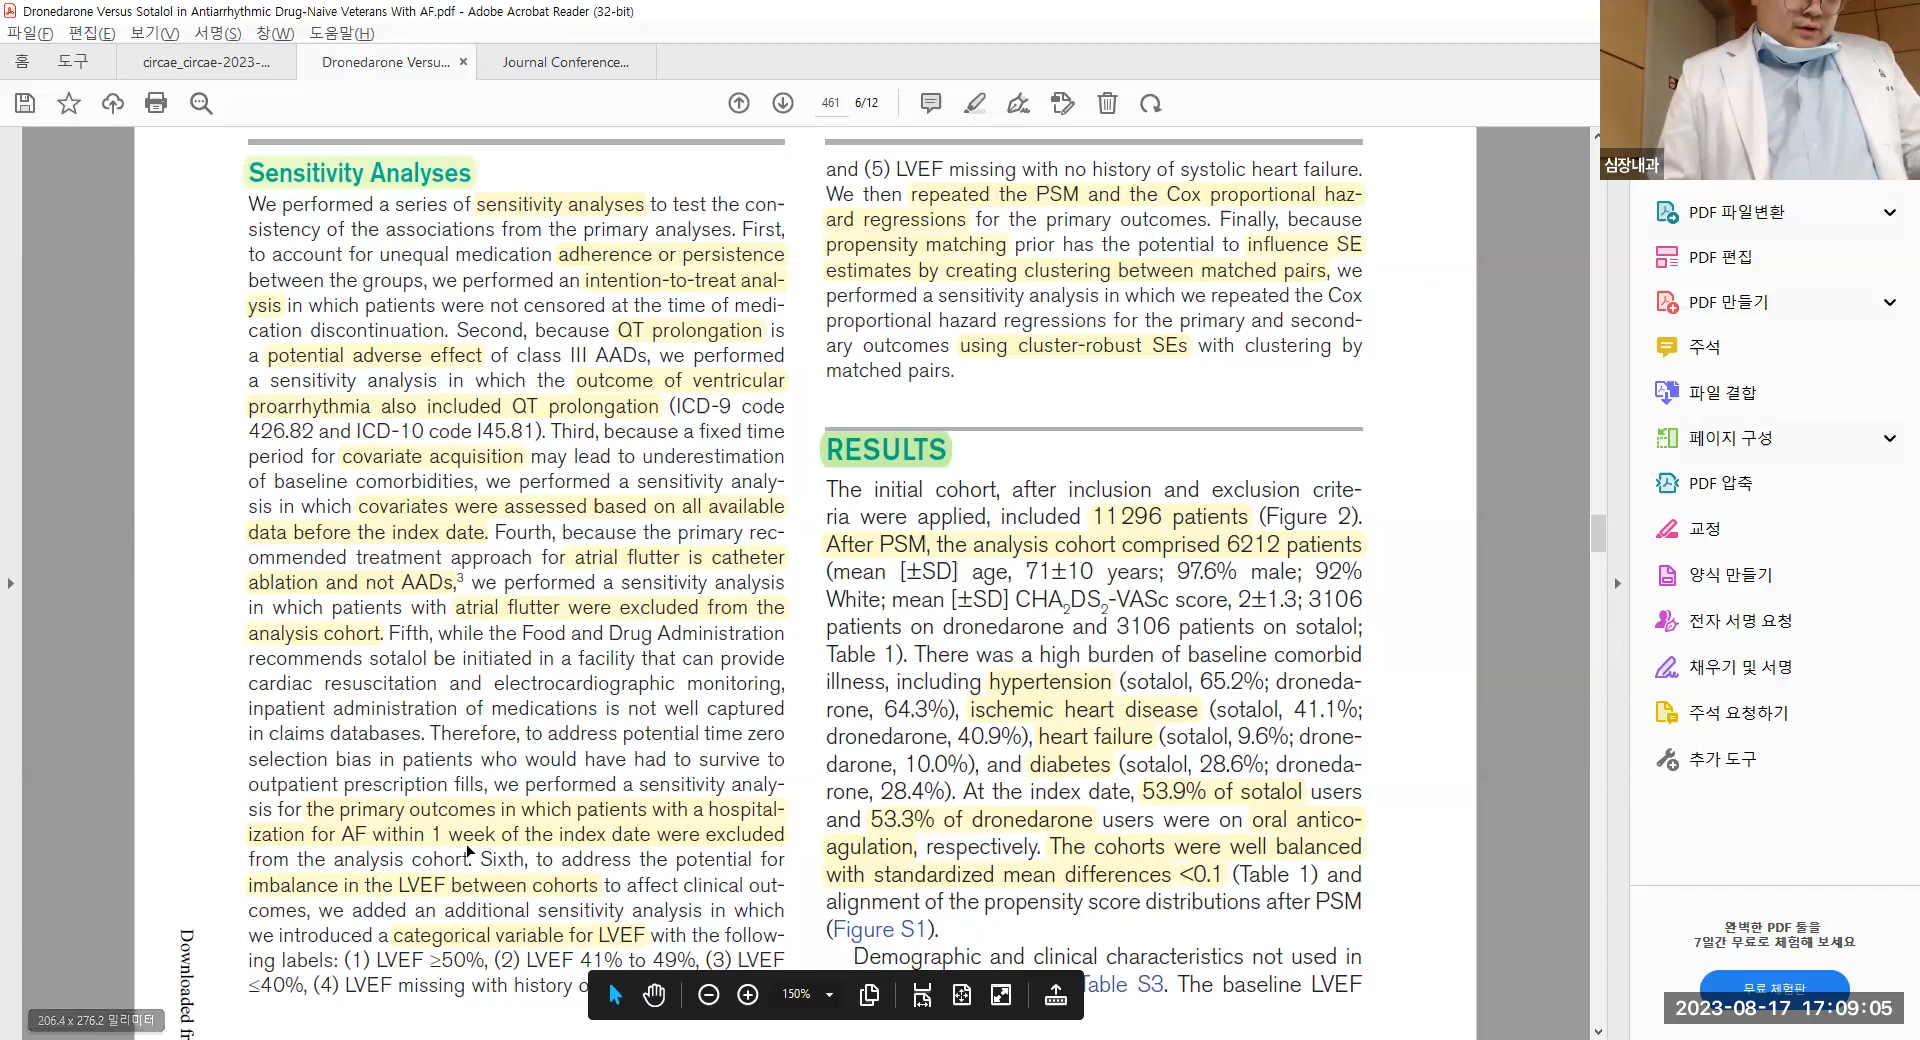 Dronedarone Versus Sotalol in Antiarrhythmic Drug-Naive Veterans With AF.pdf - Adobe Acrobat Reader (32-bit)
파일(F) 편집(E) 보기(V) 서명(S) 창(W) 도움말(H)
홈 도구 circae_circae-2023-... Dronedarone Versu... × Journal Conference...
461 6/12
Sensitivity Analyses
We performed a series of sensitivity analyses to test the con-
sistency of the associations from the primary analyses. First,
to account for unequal medication adherence or persistence
between the groups, we performed an intention-to-treat anal-
ysis in which patients were not censored at the time of medi-
cation discontinuation. Second, because QT prolongation is
a potential adverse effect of class III AADs, we performed
a sensitivity analysis in which the outcome of ventricular
proarrhythmia also included QT prolongation (ICD-9 code
426.82 and ICD-10 code I45.81). Third, because a fixed time
period for covariate acquisition may lead to underestimation
of baseline comorbidities, we performed a sensitivity analy-
sis in which covariates were assessed based on all available
data before the index date. Fourth, because the primary rec-
ommended treatment approach for atrial flutter is catheter
ablation and not AADs,3 we performed a sensitivity analysis
in which patients with atrial flutter were excluded from the
analysis cohort. Fifth, while the Food and Drug Administration
recommends sotalol be initiated in a facility that can provide
cardiac resuscitation and electrocardiographic monitoring,
inpatient administration of medications is not well captured
in claims databases. Therefore, to address potential time zero
selection bias in patients who would have had to survive to
outpatient prescription fills, we performed a sensitivity analy-
sis for the primary outcomes in which patients with a hospital-
ization for AF within 1 week of the index date were excluded
from the analysis cohort. Sixth, to address the potential for
imbalance in the LVEF between cohorts to affect clinical out-
comes, we added an additional sensitivity analysis in which
we introduced a categorical variable for LVEF with the follow-
ing labels: (1) LVEF ≥50%, (2) LVEF 41% to 49%, (3) LVEF
≤40%, (4) LVEF missing with history
and (5) LVEF missing with no history of systolic heart failure.
We then repeated the PSM and the Cox proportional haz-
ard regressions for the primary outcomes. Finally, because
propensity matching prior has the potential to influence SE
estimates by creating clustering between matched pairs, we
performed a sensitivity analysis in which we repeated the Cox
proportional hazard regressions for the primary and second-
ary outcomes using cluster-robust SEs with clustering by
matched pairs.
RESULTS
The initial cohort, after inclusion and exclusion crite-
ria were applied, included 11 296 patients (Figure 2).
After PSM, the analysis cohort comprised 6212 patients
(mean [±SD] age, 71±10 years; 97.6% male; 92%
White; mean [±SD] CHA2DS2-VASc score, 2±1.3; 3106
patients on dronedarone and 3106 patients on sotalol;
Table 1). There was a high burden of baseline comorbid
illness, including hypertension (sotalol, 65.2%; droneda-
rone, 64.3%), ischemic heart disease (sotalol, 41.1%;
dronedarone, 40.9%), heart failure (sotalol, 9.6%; drone-
darone, 10.0%), and diabetes (sotalol, 28.6%; droneda-
rone, 28.4%). At the index date, 53.9% of sotalol users
and 53.3% of dronedarone users were on oral antico-
agulation, respectively. The cohorts were well balanced
with standardized mean differences <0.1 (Table 1) and
alignment of the propensity score distributions after PSM
(Figure S1).
Demographic and clinical characteristics not used in
Table S3. The baseline LVEF
Downloaded
206.4 x 276.2 밀리미터
150%
심장내과
PDF 파일변환
PDF 편집
PDF 만들기
주석
파일 결합
페이지 구성
PDF 압축
교정
양식 만들기
전자 서명 요청
채우기 및 서명
주석 요청하기
추가 도구
완벽한 PDF 툴을
7일간 무료로 체험해 보세요
무료 체험판
2023-08-17 17:09:05